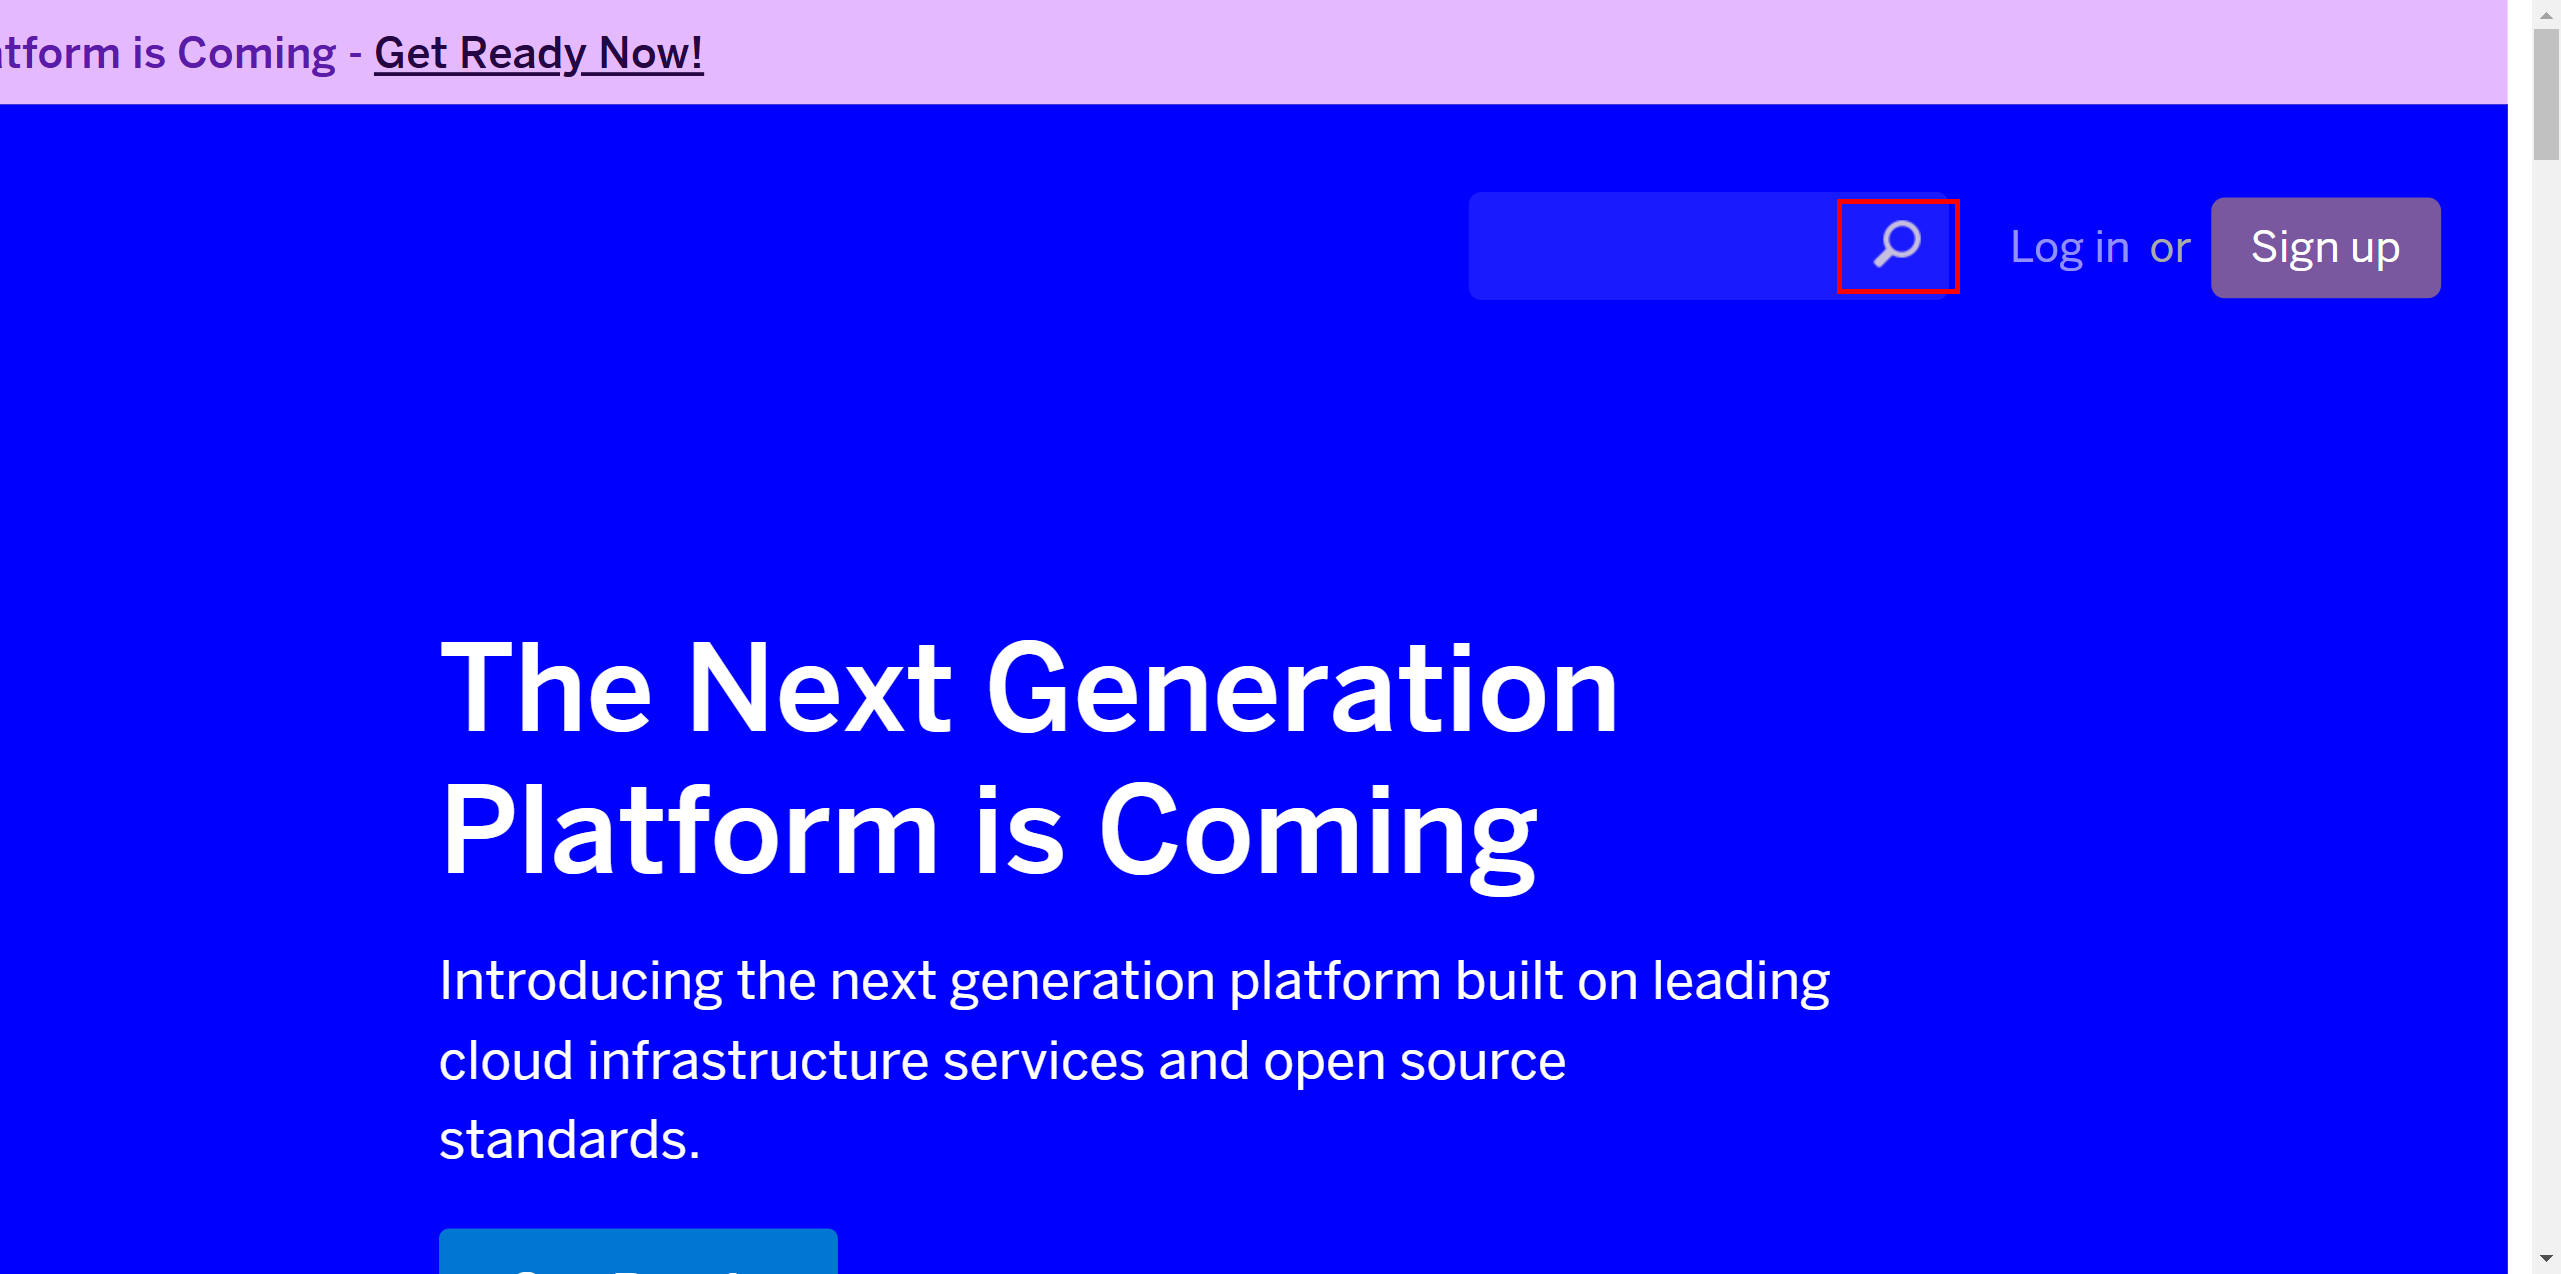 tform is Coming - Get Ready Now!
Log in or Sign up
The Next Generation
Platform is Coming
Introducing the next generation platform built on leading
cloud infrastructure services and open source
standards.